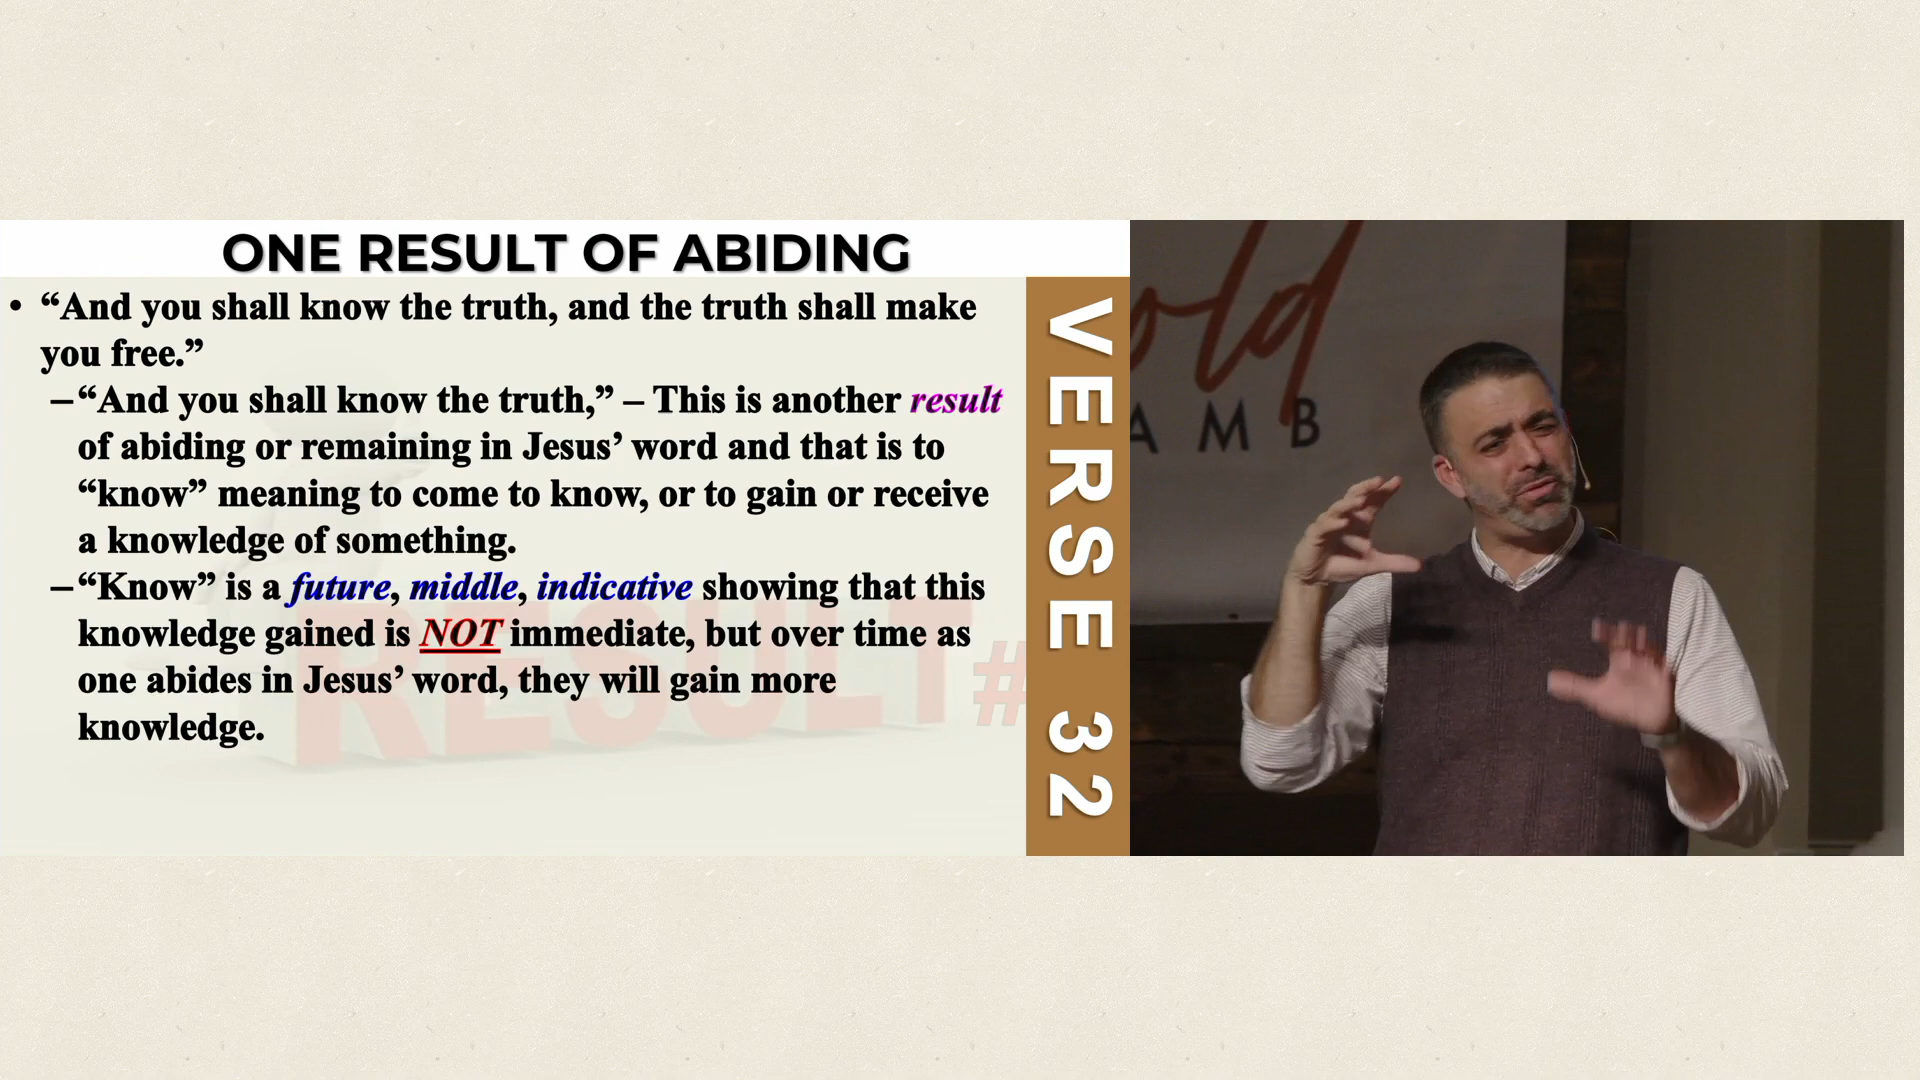 ONE RESULT OF ABIDING
• “And you shall know the truth, and the truth shall make
you free.”
–“And you shall know the truth,” – This is another result
of abiding or remaining in Jesus’ word and that is to
“know” meaning to come to know, or to gain or receive
a knowledge of something.
–“Know” is a future, middle, indicative showing that this
knowledge gained is NOT immediate, but over time as
one abides in Jesus’ word, they will gain more
knowledge.
RESULT#
VERSE 32
old
AMB